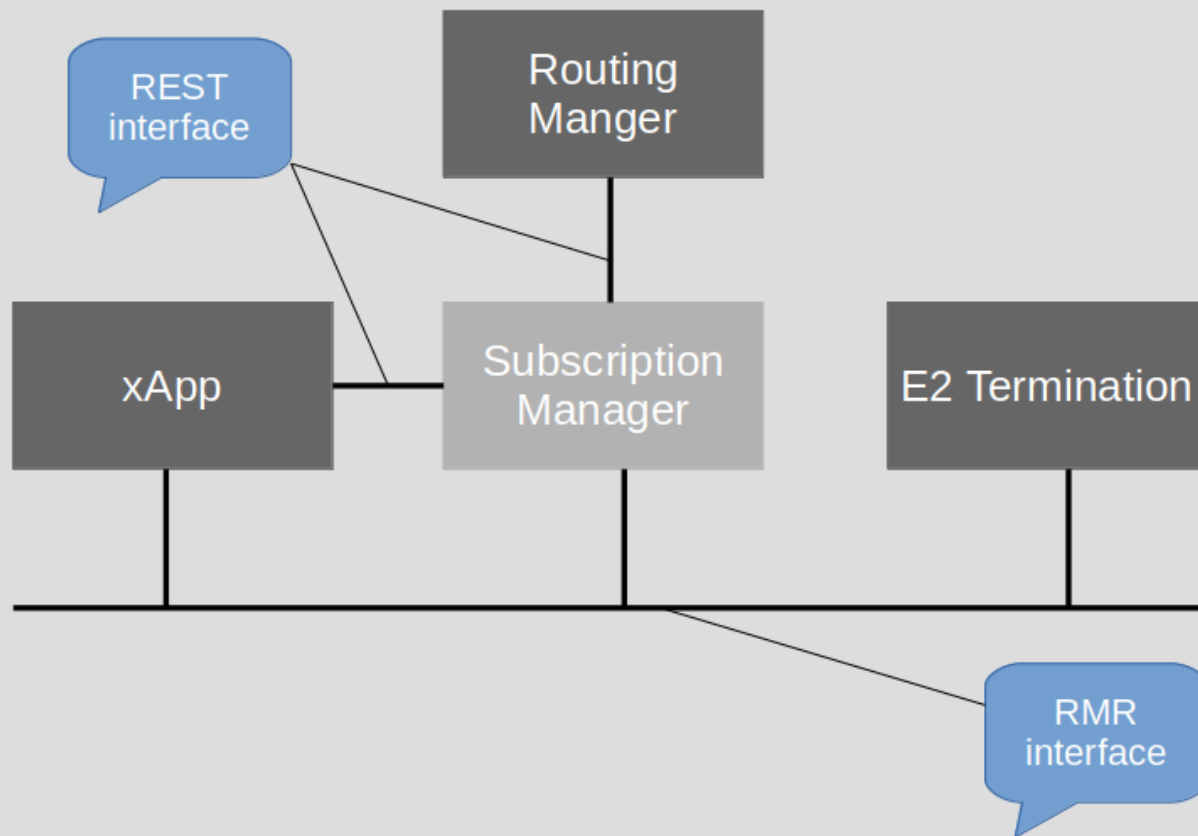 REST
interface
Routing
Manger
xApp
Subscription
Manager
E2 Termination
RMR
interface